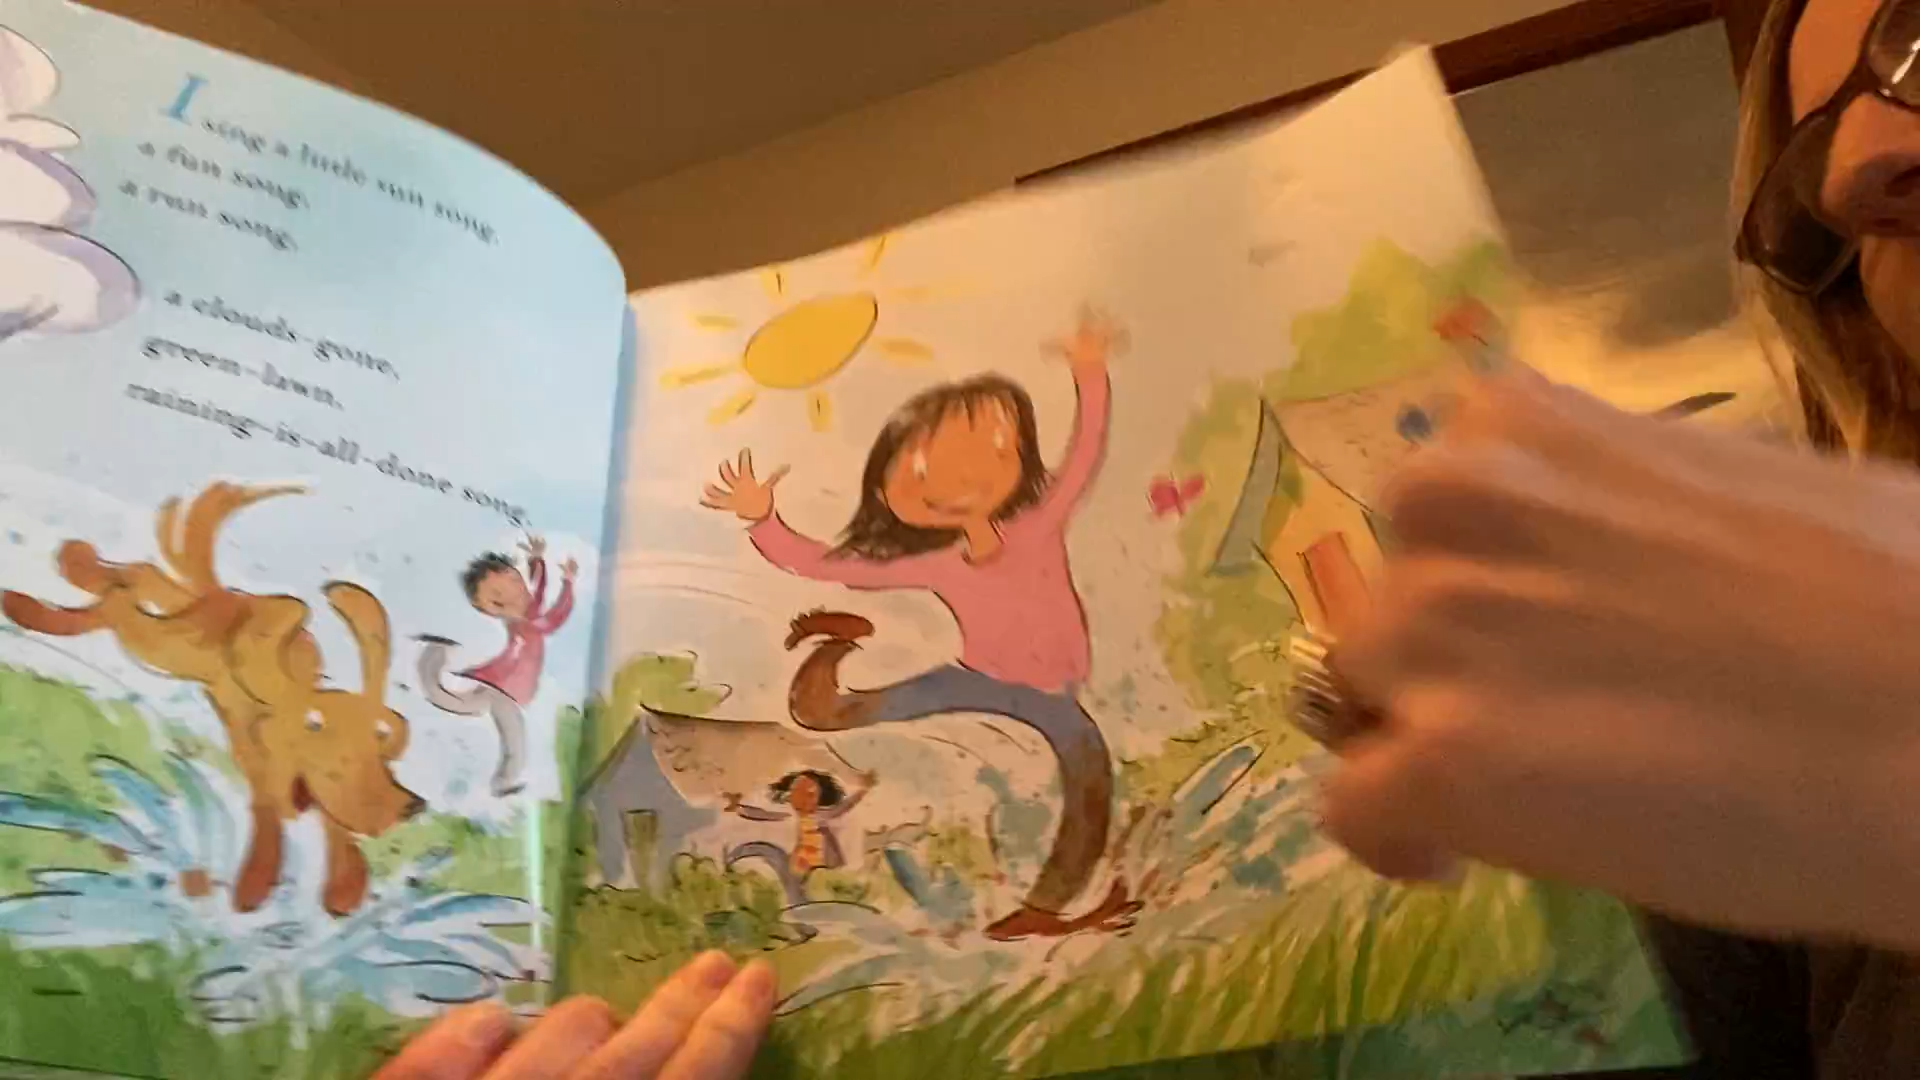 I sing a little sun song,
a fun song,
a run song,
a clouds-gone,
green-lawn,
raining-is-all-done song.